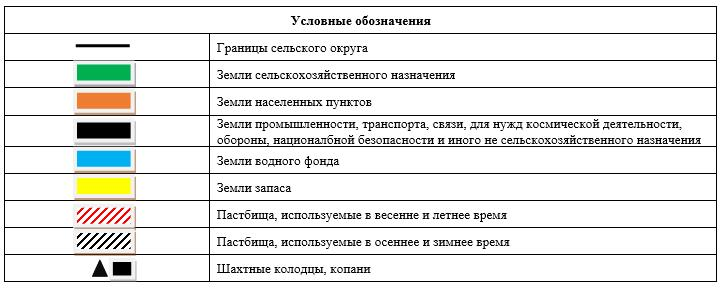 Условные обозначения
Границы сельского округа
Земли сельскохозяйственного назначения
Земли населенных пунктов
Земли промышленности, транспорта, связи, для нужд космической деятельности,
обороны, националбной безопасности и иного не сельскохозяйственного назначения
Земли водного фонда
Земли запаса
Пастбища, используемые в весенне и летнее время
Пастбища, используемые в осеннее и зимнее время
Шахтные колодцы, копани